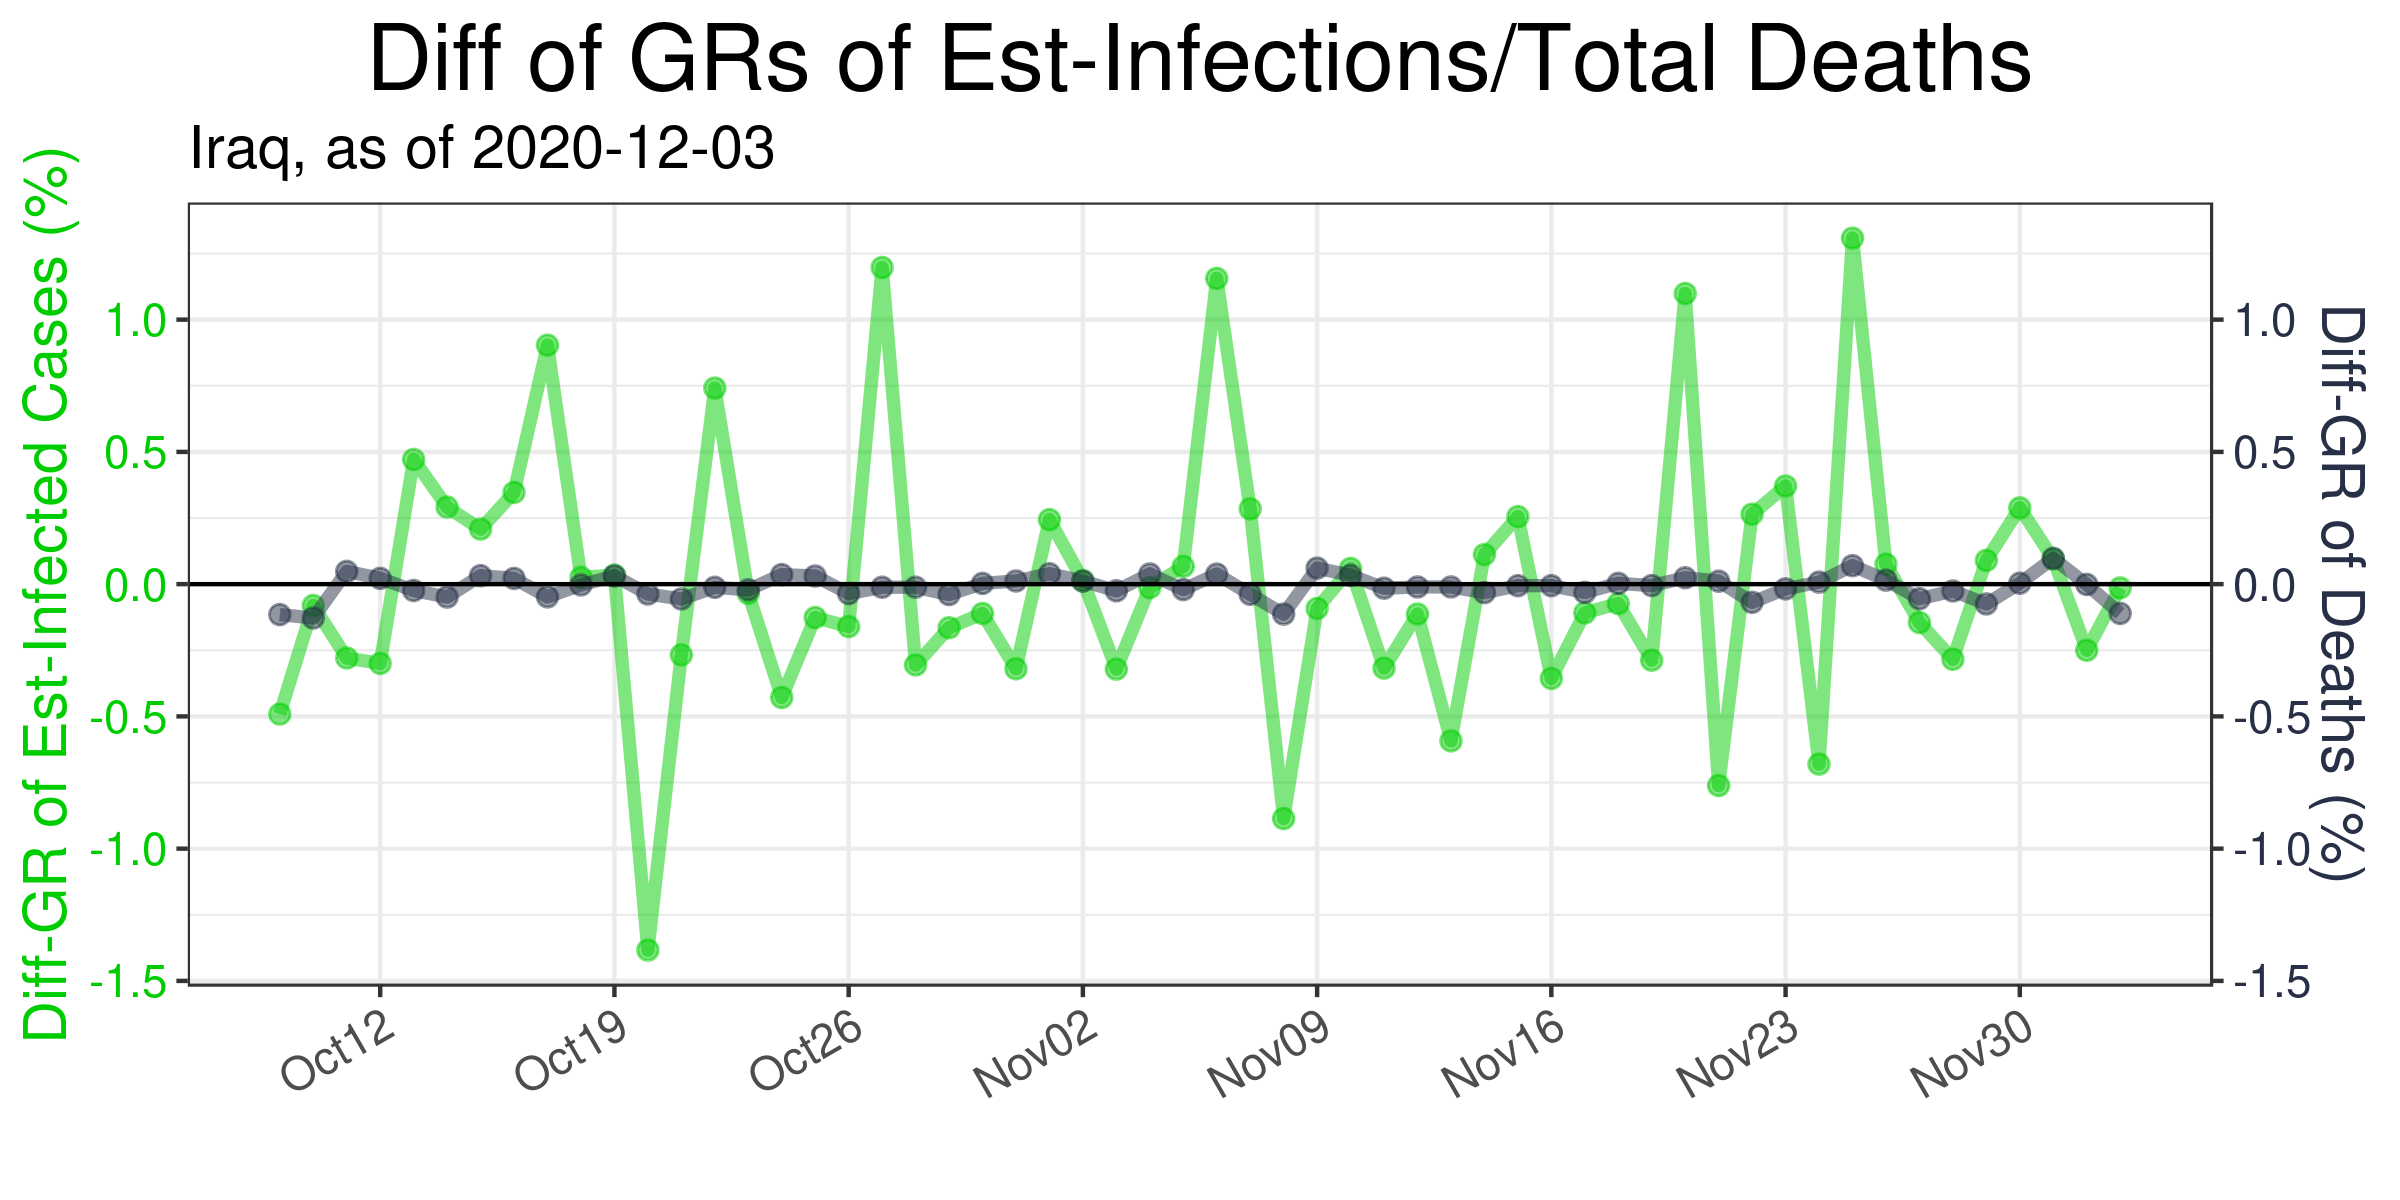 Diff of GRs of Est-Infections/Total Deaths
Iraq, as of 2020-12-03
Diff-GR of Est-Infected Cases (%)
1.0
0.5
0.0
-0.5
-1.0
-1.5
1.0
0.5
0.0
-0.5
-1.0
-1.5
Diff-GR of Deaths (%)
Oct12
Oct19
Oct26
Nov02
Nov09
Nov16
Nov23
Nov30